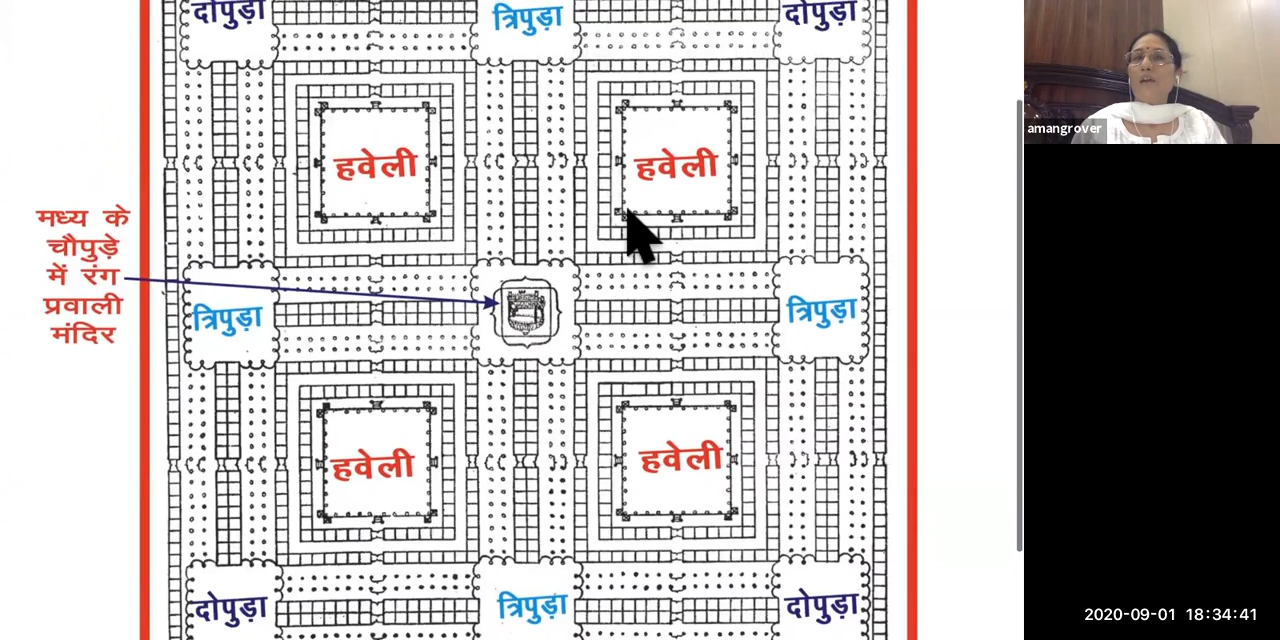 दोपुड़ा त्रिपुड़ा दोपुड़ा
amangrover
हवेली हवेली
मध्य के
चौपुड़े
में रंग
प्रवाली
मंदिर
त्रिपुड़ा त्रिपुड़ा
हवेली हवेली
दोपुड़ा त्रिपुड़ा दोपुड़ा
2020-09-01 18:34:41